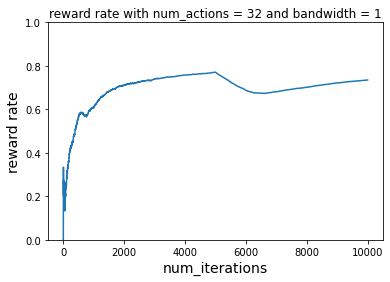 reward rate with num_actions = 32 and bandwidth = 1
1.0
0.8
0.6
0.4
0.2
0.0
reward rate
0 2000 4000 6000 8000 10000
num_iterations